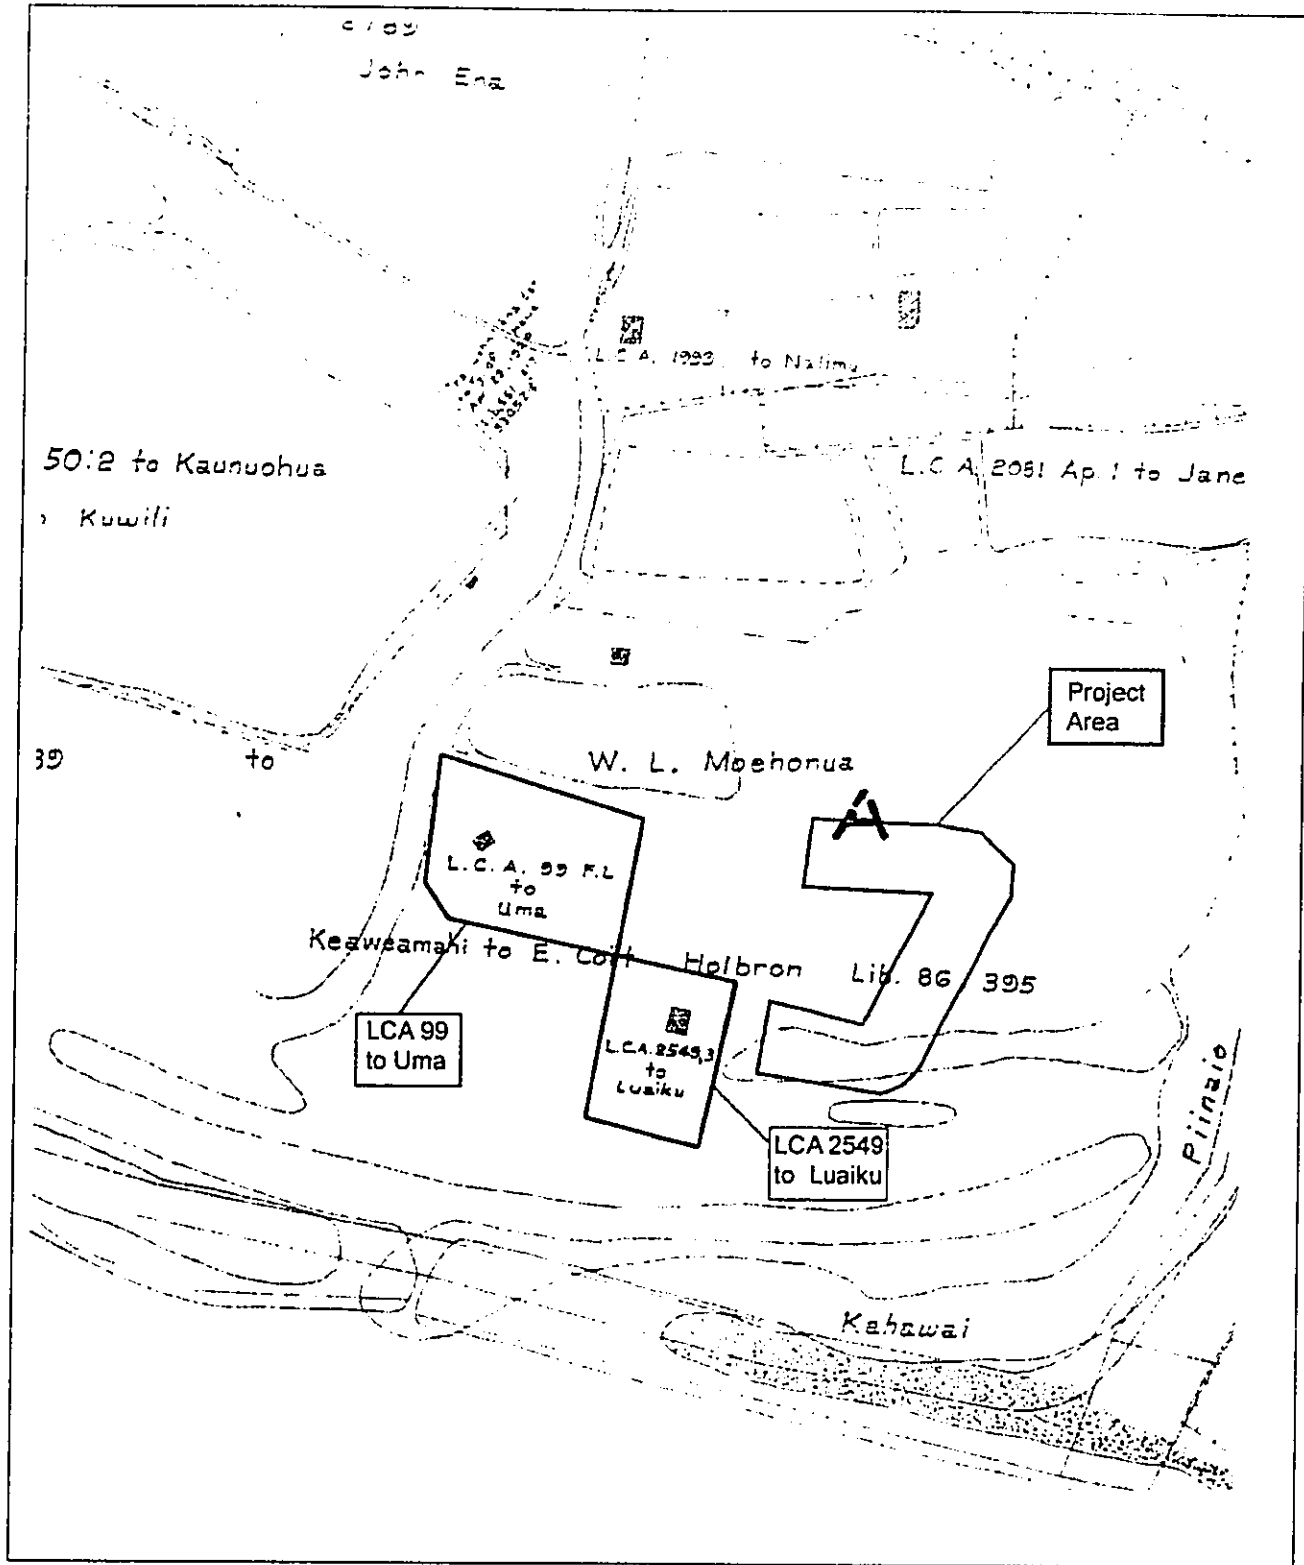 John Ena
L.C.A. 1993 to Nalimu
50:2 to Kaunuohua
Kuwili
L.C.A. 2081 Ap. 1 to Jane
Project
Area
39 to W. L. Moehonua
A
L.C.A. 99 F.L
to
Uma
Keaweamahi to E. Coit Holbron Lib. 86 395
LCA 99
to Uma
L.C.A. 2549,3
to
Luaiku
LCA 2549
to Luaiku
Piinaio
Kahawai